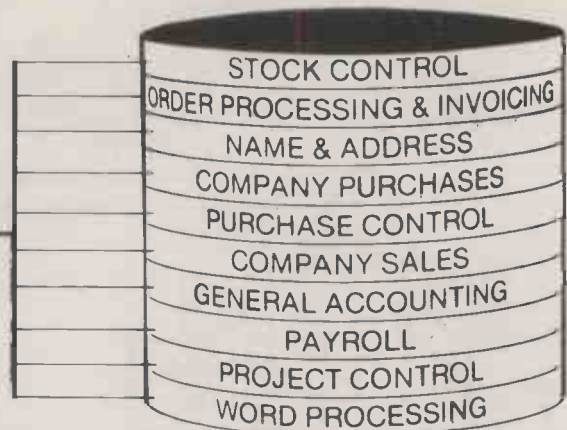 STOCK CONTROL
ORDER PROCESSING & INVOICING
NAME & ADDRESS
COMPANY PURCHASES
PURCHASE CONTROL
COMPANY SALES
GENERAL ACCOUNTING
PAYROLL
PROJECT CONTROL
WORD PROCESSING